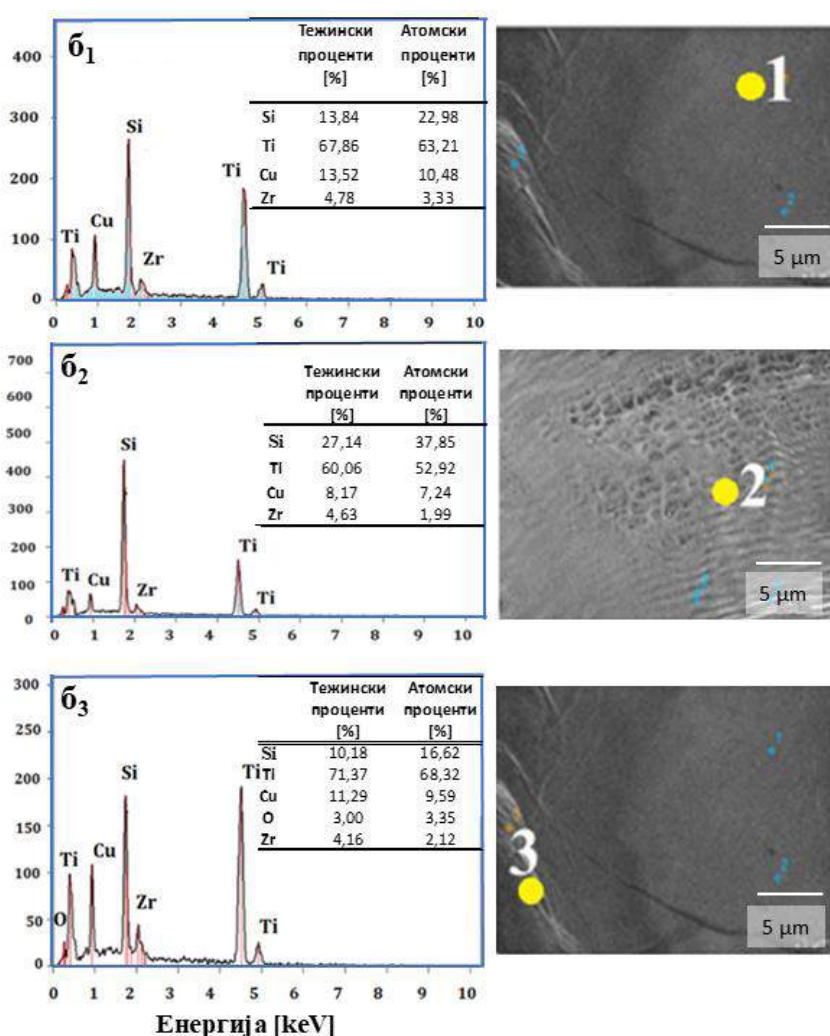 б1
Тежински проценти [%] Атомски проценти [%]
Si 13,84 22,98
Ti 67,86 63,21
Cu 13,52 10,48
Zr 4,78 3,33
400
300
200
100
0
Ti Cu Si Zr Ti Ti
0 1 2 3 4 5 6 7 8 9 10
1
2
5 µm
б2
Тежински проценти [%] Атомски проценти [%]
Si 27,14 37,85
Ti 60,06 52,92
Cu 8,17 7,24
Zr 4,63 1,99
700
600
500
400
300
200
100
0
Ti Cu Si Zr Ti Ti
0 1 2 3 4 5 6 7 8 9 10
2
5 µm
б3
Тежински проценти [%] Атомски проценти [%]
Si 10,18 16,62
Ti 71,37 68,32
Cu 11,29 9,59
O 3,00 3,35
Zr 4,16 2,12
300
250
200
150
100
50
0
O Ti Cu Si Zr Ti Ti
0 1 2 3 4 5 6 7 8 9 10
1
2
3
5 µm
Енергија [keV]